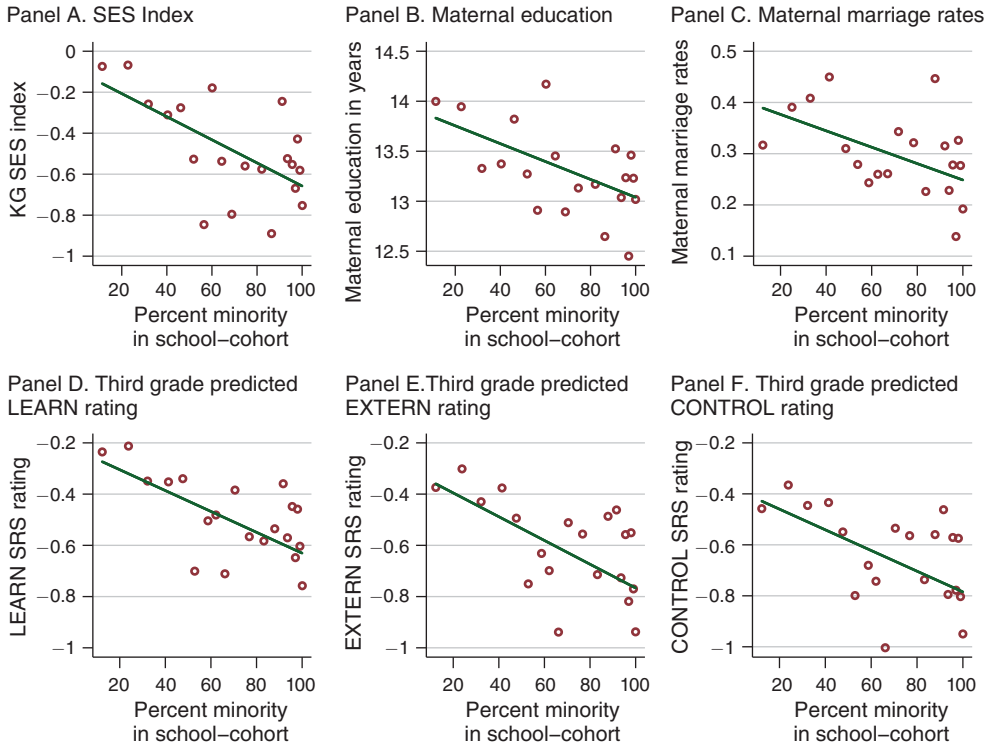 Panel A. SES Index
0
−0.2
−0.4
−0.6
−0.8
−1
KG SES index
20 40 60 80 100
Percent minority
in school−cohort
Panel B. Maternal education
14.5
14
13.5
13
12.5
Maternal education in years
20 40 60 80 100
Percent minority
in school−cohort
Panel C. Maternal marriage rates
0.5
0.4
0.3
0.2
0.1
Maternal marriage rates
20 40 60 80 100
Percent minority
in school−cohort
Panel D. Third grade predicted
LEARN rating
−0.2
−0.4
−0.6
−0.8
−1
LEARN SRS rating
20 40 60 80 100
Percent minority
in school−cohort
Panel E.Third grade predicted
EXTERN rating
−0.2
−0.4
−0.6
−0.8
−1
EXTERN SRS rating
20 40 60 80 100
Percent minority
in school−cohort
Panel F. Third grade predicted
CONTROL rating
−0.2
−0.4
−0.6
−0.8
−1
CONTROL SRS rating
20 40 60 80 100
Percent minority
in school−cohort